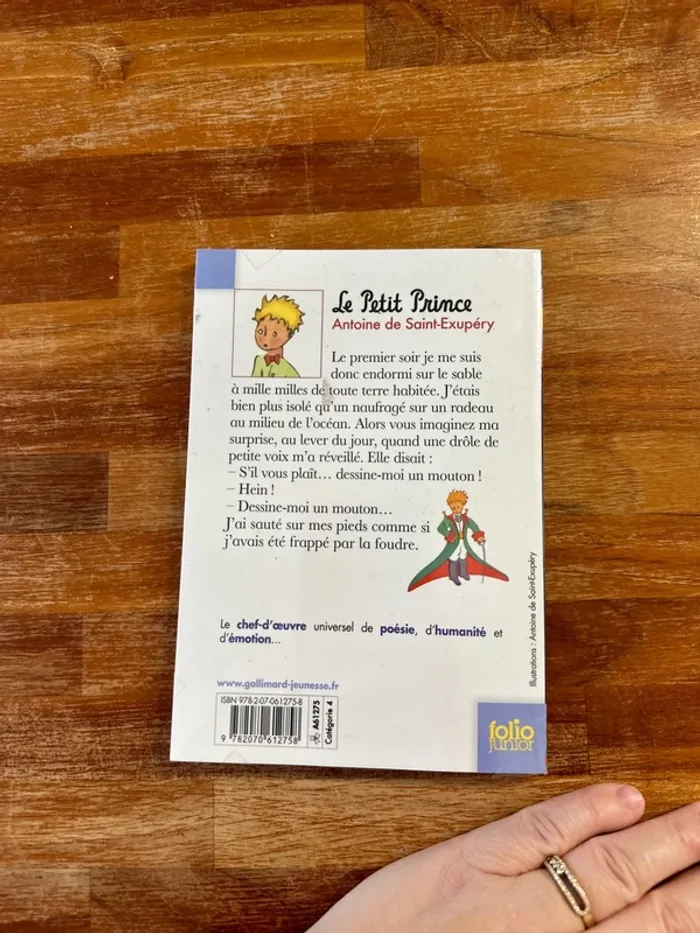 Le Petit Prince
Antoine de Saint-Exupéry
Le premier soir je me suis
donc endormi sur le sable
à mille milles de toute terre habitée. J'étais
bien plus isolé qu'un naufragé sur un radeau
au milieu de l'océan. Alors vous imaginez ma
surprise, au lever du jour, quand une drôle de
petite voix m'a réveillé. Elle disait :
– S'il vous plaît… dessine-moi un mouton !
– Hein !
– Dessine-moi un mouton…
J'ai sauté sur mes pieds comme si
j'avais été frappé par la foudre.
Illustrations : Antoine de Saint-Exupéry
Le chef-d'œuvre universel de poésie, d'humanité et
d'émotion...
www.gallimard-jeunesse.fr
ISBN 978-2-07-061275-8
9 782070 612758
A61275
Catégorie 4
folio
junior